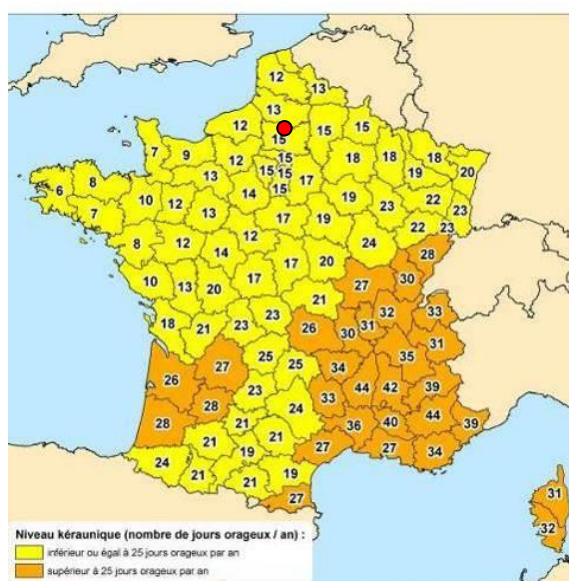 12
13
13
12 15 15 15
7 9 12 15 18 18 18 20
6 8 13 15 15 17 19
7 10 12 13 14 15 19 23 22 23
17 19 22 23
8 12 14 12 24 28
10 13 20 17 17 20 27 30
21 32 33
18 21 23 23 26 30 31 31
26 27 25 25 34 35
28 28 23 24 33 44 42 39
21 21 21 36 40 44 39
24 21 19 27 27 34
21 19
27 31
32
Niveau kéraunique (nombre de jours orageux / an) :
inférieur ou égal à 25 jours orageux par an
supérieur à 25 jours orageux par an